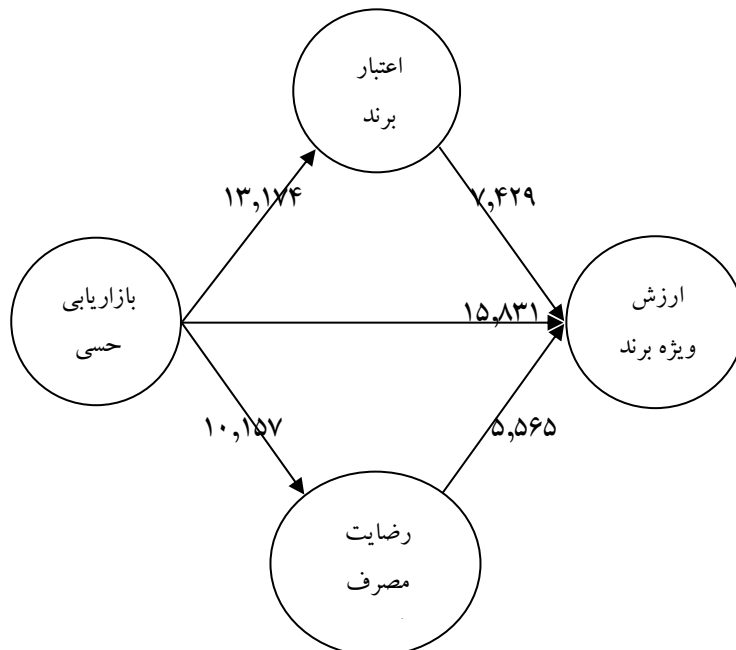 اعتبار
برند
۱۳,۱۷۴
۷,۴۲۹
بازاریابی
حسی
۱۵,۸۳۱
ارزش
ویژه برند
۱۰,۱۵۷
۵,۵۶۵
رضایت
مصرف